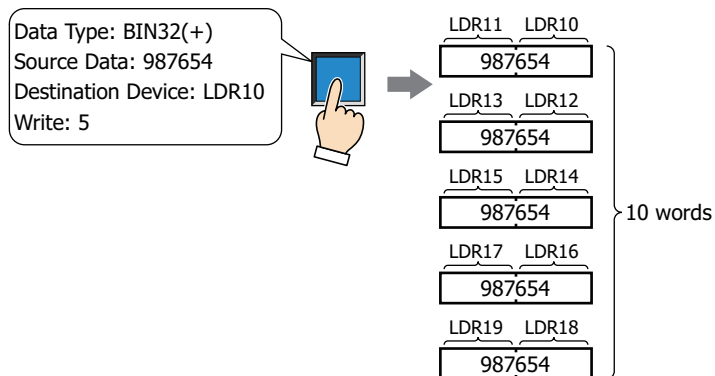 Data Type: BIN32(+)
Source Data: 987654
Destination Device: LDR10
Write: 5
LDR11 LDR10
987654
LDR13 LDR12
987654
LDR15 LDR14
987654
LDR17 LDR16
987654
LDR19 LDR18
987654
10 words